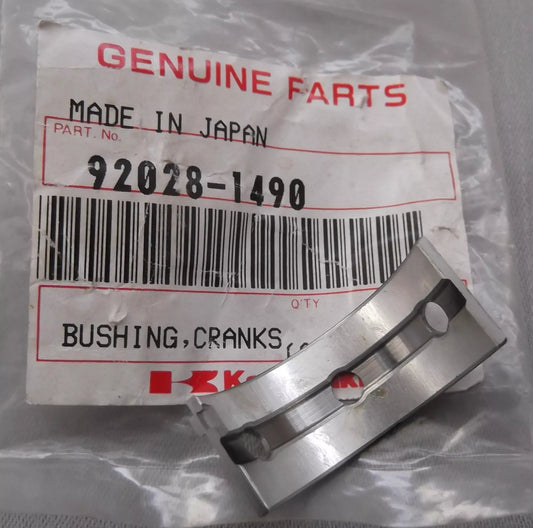 GENUINE PARTS
MADE IN JAPAN
PART. No.
92028-1490
Q'TY
BUSHING,CRANKS